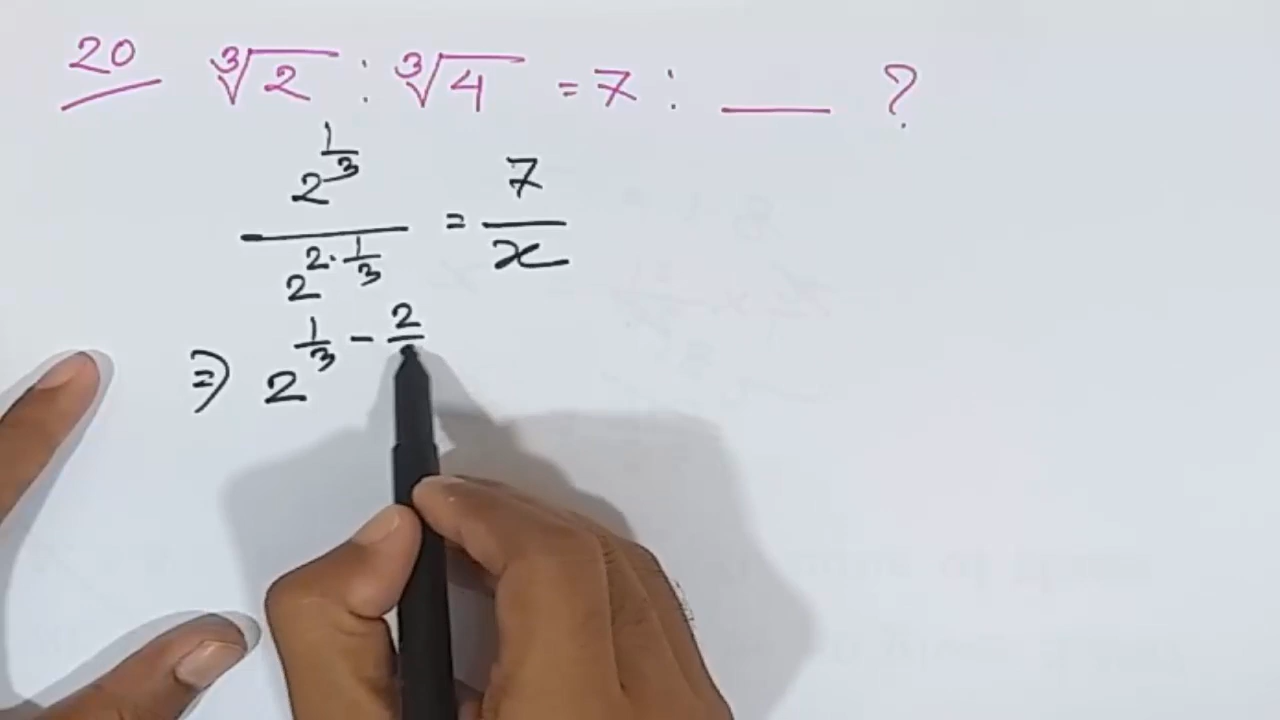 20 ∛2 : ∛4 = 7 : ___ ?
2^(1/3) / 2^(2·1/3) = 7/x
⇒ 2^(1/3 - 2/